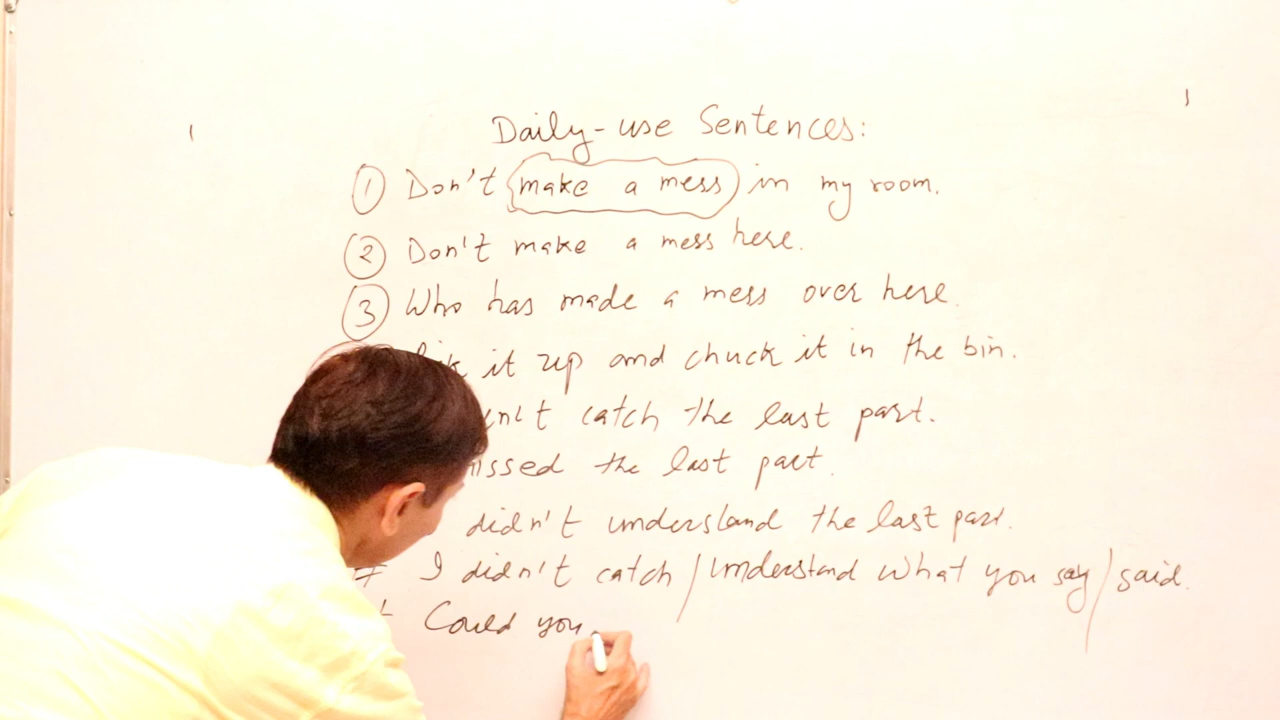 Daily-use Sentences:
① Don't make a mess in my room.
② Don't make a mess here.
③ Who has made a mess over here.
it up and chuck it in the bin.
catch the last part.
the last part.
didn't understand the last part.
I didn't catch / understand what you say / said.
Could you